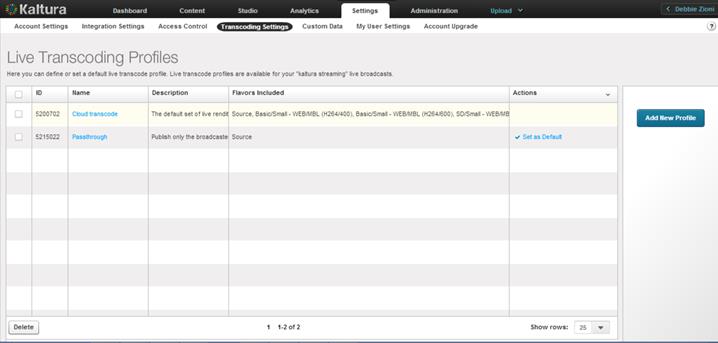 Kaltura Dashboard Content Studio Analytics Settings Administration Upload Debbie Zioni
Account Settings Integration Settings Access Control Transcoding Settings Custom Data My User Settings Account Upgrade ?
Live Transcoding Profiles
Here you can define or set a default live transcode profile. Live transcode profiles are available for your "kaltura streaming" live broadcasts.
ID Name Description Flavors Included Actions
5200702 Cloud transcode The default set of live rendit Source, Basic/Small - WEB/MBL (H264/400), Basic/Small - WEB/MBL (H264/600), SD/Small - WEB/MB
5215022 Passthrough Publish only the broadcaste Source Set as Default
Add New Profile
Delete 1 1-2 of 2 Show rows: 25